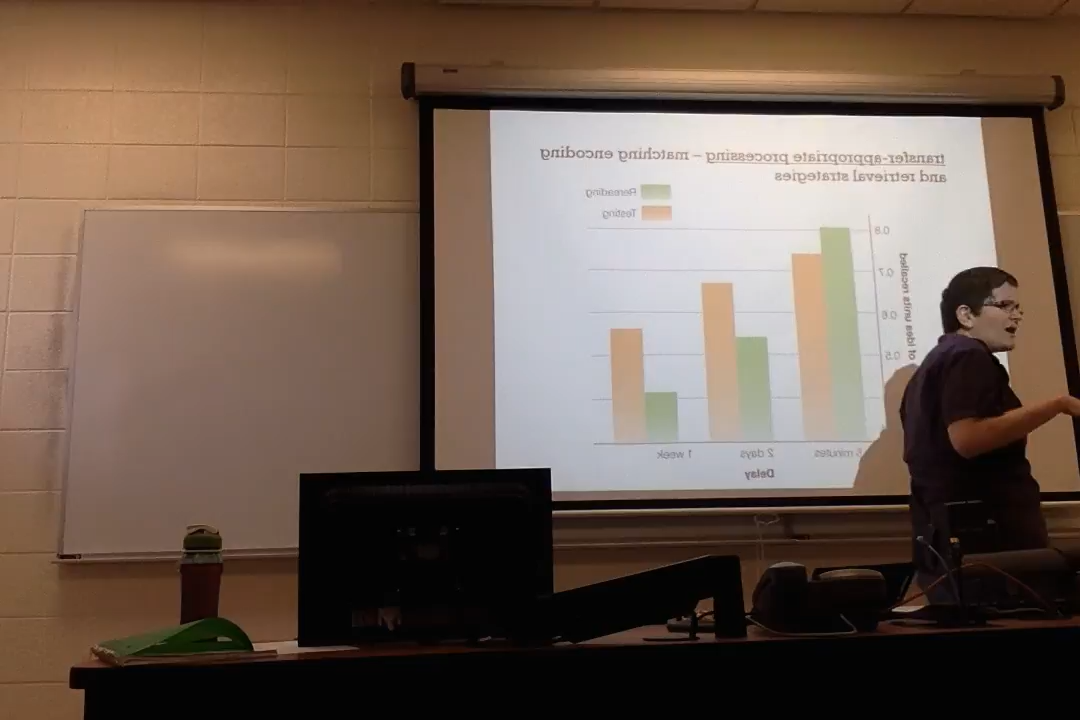 transfer-appropriate processing – matching encoding
and retrieval strategies
Rereading
Testing
0.8
0.7
0.6
0.5
of idea units recalled
5 minutes
2 days
1 week
Delay